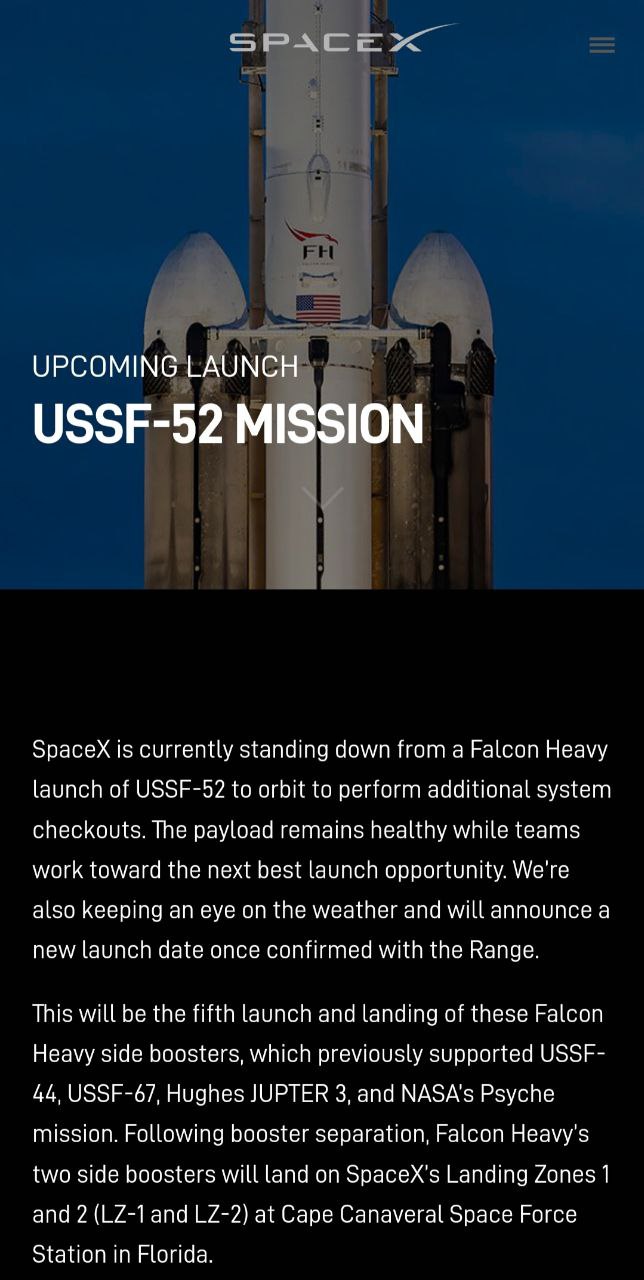 SPACEX
FH
UPCOMING LAUNCH
USSF-52 MISSION
SpaceX is currently standing down from a Falcon Heavy
launch of USSF-52 to orbit to perform additional system
checkouts. The payload remains healthy while teams
work toward the next best launch opportunity. We're
also keeping an eye on the weather and will announce a
new launch date once confirmed with the Range.
This will be the fifth launch and landing of these Falcon
Heavy side boosters, which previously supported USSF-
44, USSF-67, Hughes JUPTER 3, and NASA's Psyche
mission. Following booster separation, Falcon Heavy's
two side boosters will land on SpaceX's Landing Zones 1
and 2 (LZ-1 and LZ-2) at Cape Canaveral Space Force
Station in Florida.